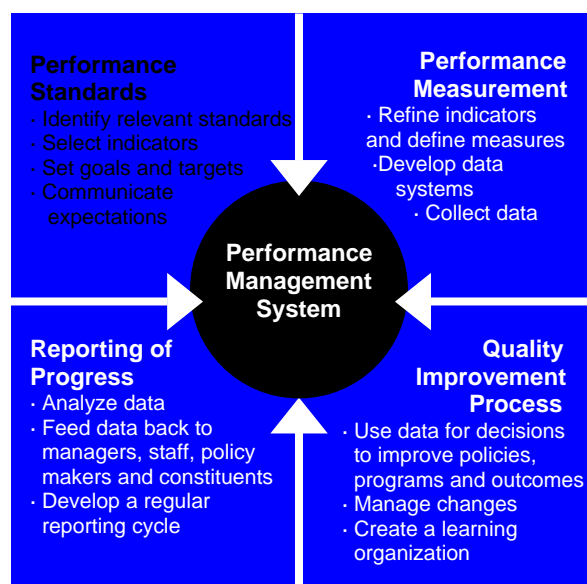 Performance
Standards
· Identify relevant standards
· Select indicators
· Set goals and targets
· Communicate
expectations
Performance
Measurement
· Refine indicators
and define measures
· Develop data
systems
· Collect data
Performance
Management
System
Reporting of
Progress
· Analyze data
· Feed data back to
managers, staff, policy
makers and constituents
· Develop a regular
reporting cycle
Quality
Improvement
Process
· Use data for decisions
to improve policies,
programs and outcomes
· Manage changes
· Create a learning
organization